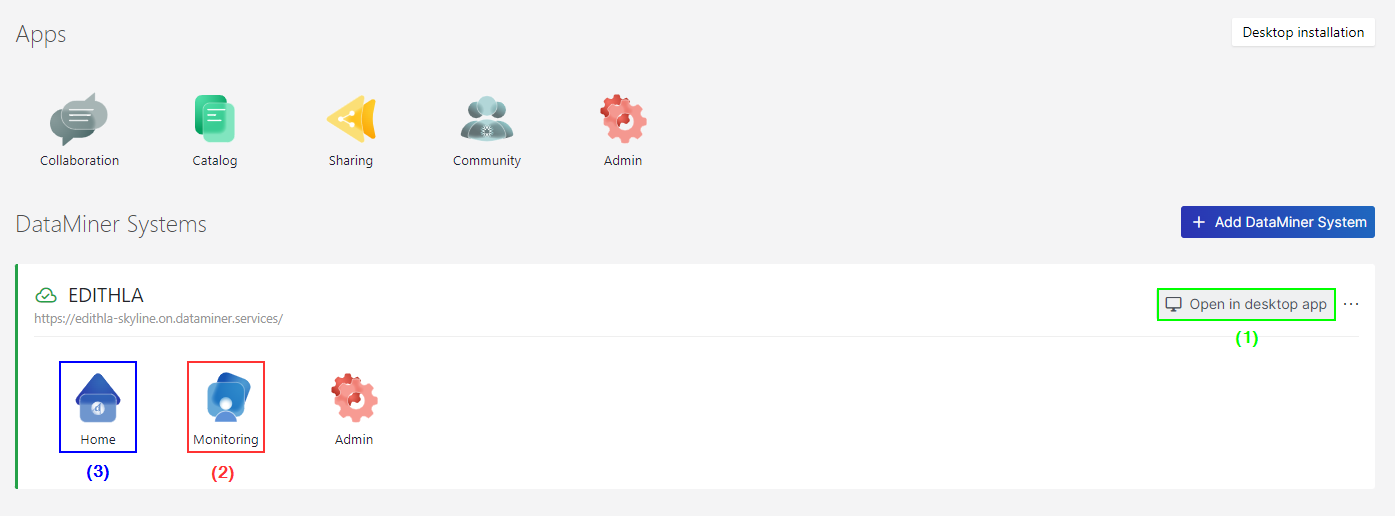 Apps
Desktop installation
Collaboration
Catalog
Sharing
Community
Admin
DataMiner Systems
+ Add DataMiner System
EDITHLA
https://edithla-skyline.on.dataminer.services/
Open in desktop app
...
(1)
Home
Monitoring
Admin
(3)
(2)